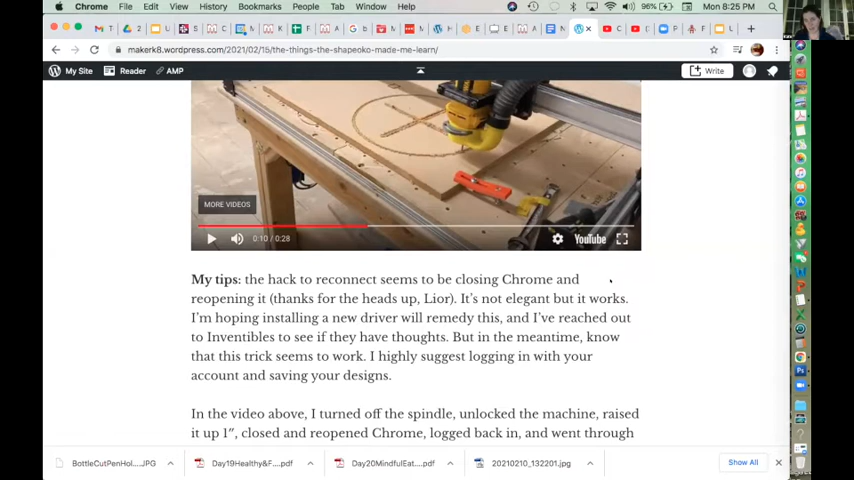 Chrome File Edit View History Bookmarks People Tab Window Help
96% Mon 8:25 PM
makerk8.wordpress.com/2021/02/15/the-things-the-shapeoko-made-me-learn/
My Site Reader AMP Write
MORE VIDEOS
0:10 / 0:28 YouTube
My tips: the hack to reconnect seems to be closing Chrome and
reopening it (thanks for the heads up, Lior). It's not elegant but it works.
I'm hoping installing a new driver will remedy this, and I've reached out
to Inventibles to see if they have thoughts. But in the meantime, know
that this trick seems to work. I highly suggest logging in with your
account and saving your designs.
In the video above, I turned off the spindle, unlocked the machine, raised
it up 1″, closed and reopened Chrome, logged back in, and went through
BottleCutPenHol....JPG Day19Healthy&F....pdf Day20MindfulEat....pdf 20210210_132201.jpg Show All